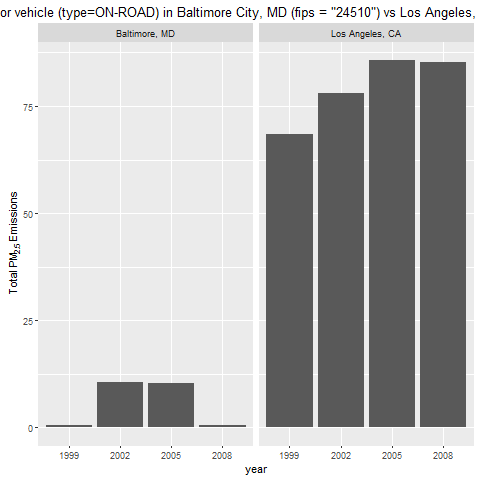 or vehicle (type=ON-ROAD) in Baltimore City, MD (fips = "24510") vs Los Angeles,
Baltimore, MD
Los Angeles, CA
75
50
25
0
Total PM2.5 Emissions
1999 2002 2005 2008
1999 2002 2005 2008
year